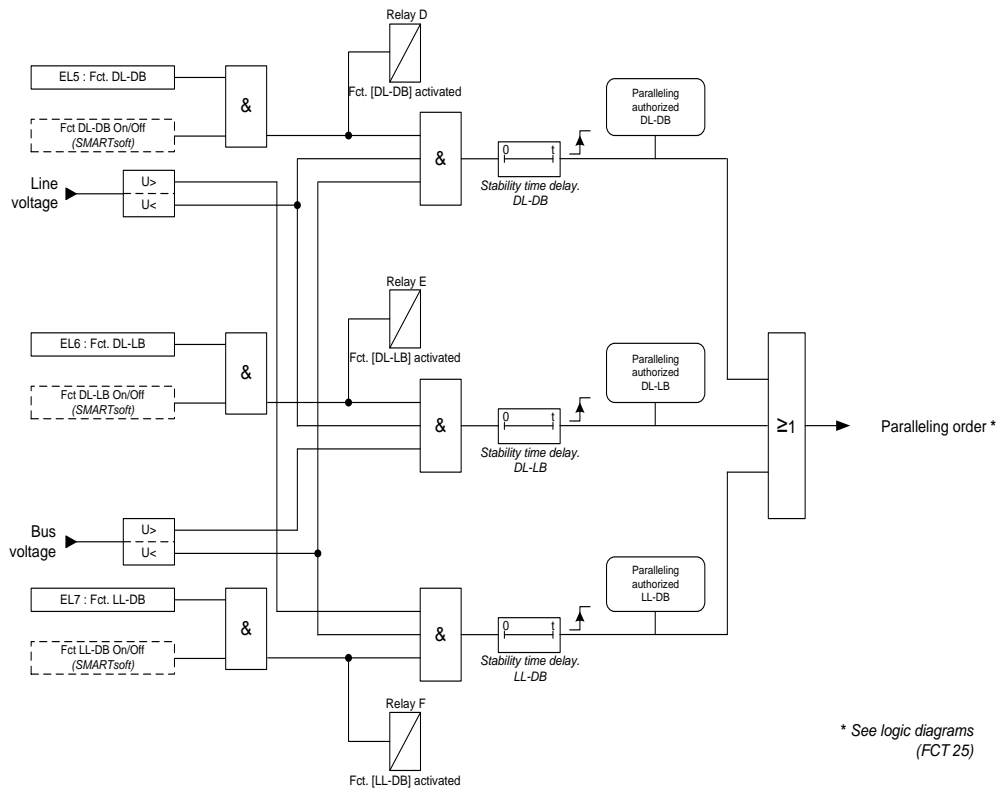 Relay D
EL5 : Fct. DL-DB
&
Fct. [DL-DB] activated
Paralleling
authorized
DL-DB
Fct DL-DB On/Off
(SMARTsoft)
&
0 t
Stability time delay.
DL-DB
Line
voltage
U>
U<
Relay E
EL6 : Fct. DL-LB
&
Fct. [DL-LB] activated
Paralleling
authorized
DL-LB
Fct DL-LB On/Off
(SMARTsoft)
&
0 t
Stability time delay.
DL-LB
≥1
Paralleling order *
Bus
voltage
U>
U<
EL7 : Fct. LL-DB
&
Paralleling
authorized
LL-DB
Fct LL-DB On/Off
(SMARTsoft)
&
0 t
Stability time delay.
LL-DB
Relay F
Fct. [LL-DB] activated
* See logic diagrams
(FCT 25)